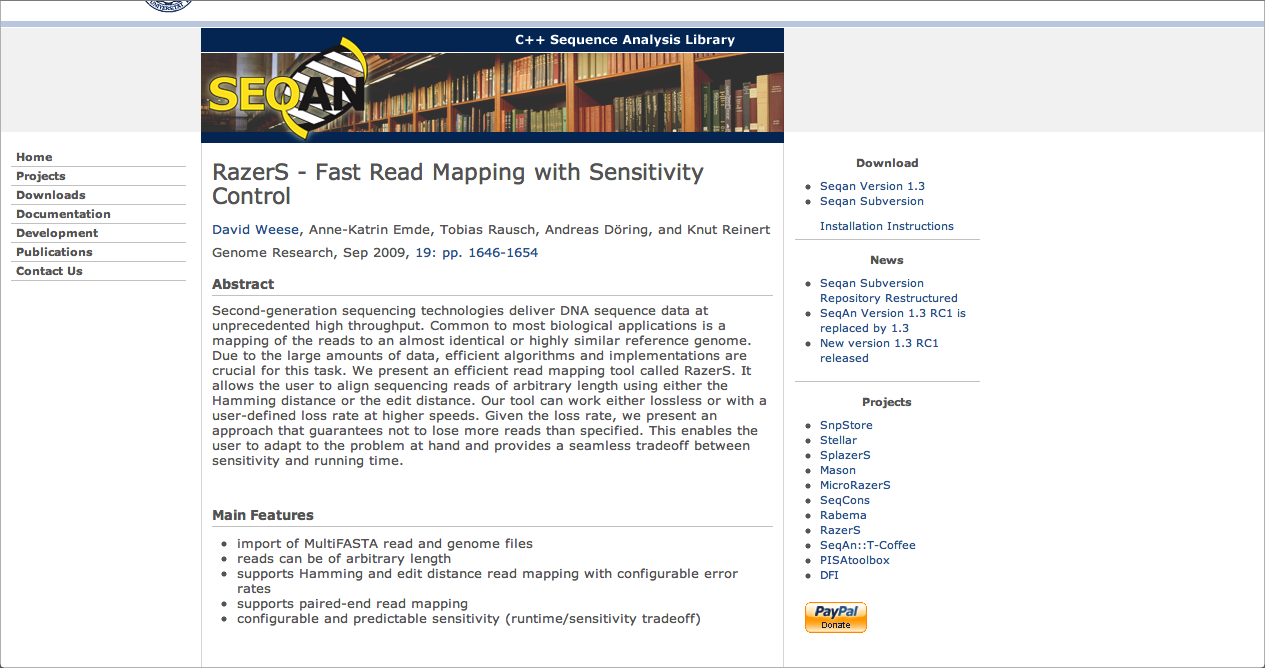 UNIVERSITÄT
C++ Sequence Analysis Library
SEQAN
Home
Projects
Downloads
Documentation
Development
Publications
Contact Us
RazerS - Fast Read Mapping with Sensitivity
Control
David Weese, Anne-Katrin Emde, Tobias Rausch, Andreas Döring, and Knut Reinert
Genome Research, Sep 2009, 19: pp. 1646-1654
Abstract
Second-generation sequencing technologies deliver DNA sequence data at
unprecedented high throughput. Common to most biological applications is a
mapping of the reads to an almost identical or highly similar reference genome.
Due to the large amounts of data, efficient algorithms and implementations are
crucial for this task. We present an efficient read mapping tool called RazerS. It
allows the user to align sequencing reads of arbitrary length using either the
Hamming distance or the edit distance. Our tool can work either lossless or with a
user-defined loss rate at higher speeds. Given the loss rate, we present an
approach that guarantees not to lose more reads than specified. This enables the
user to adapt to the problem at hand and provides a seamless tradeoff between
sensitivity and running time.
Main Features
import of MultiFASTA read and genome files
reads can be of arbitrary length
supports Hamming and edit distance read mapping with configurable error
rates
supports paired-end read mapping
configurable and predictable sensitivity (runtime/sensitivity tradeoff)
Download
Seqan Version 1.3
Seqan Subversion
Installation Instructions
News
Seqan Subversion
Repository Restructured
SeqAn Version 1.3 RC1 is
replaced by 1.3
New version 1.3 RC1
released
Projects
SnpStore
Stellar
SplazerS
Mason
MicroRazerS
SeqCons
Rabema
RazerS
SeqAn::T-Coffee
PISAtoolbox
DFI
PayPal
Donate